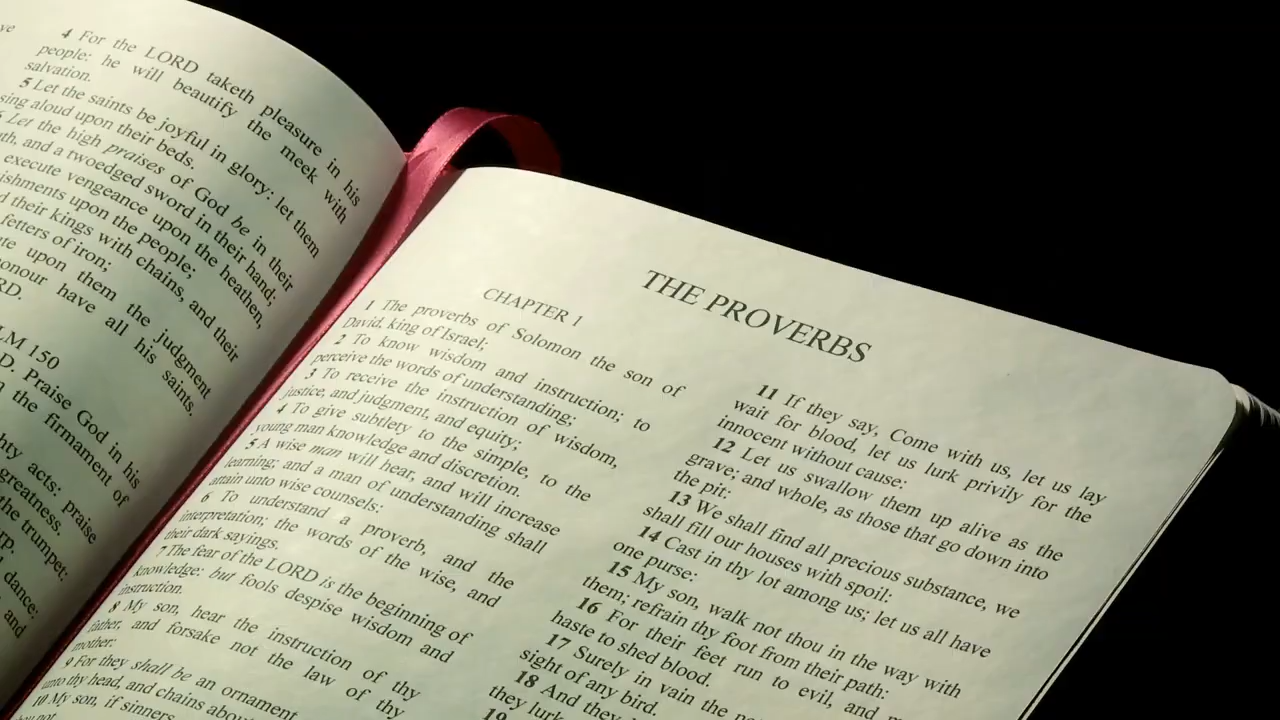 4 For the LORD taketh pleasure in his
people: he will beautify the meek with
salvation.
5 Let the saints be joyful in glory: let them
sing aloud upon their beds.
Let the high praises of God be in their
and a twoedged sword in their hand;
execute vengeance upon the heathen,
upon the people;
their kings with chains, and their
fetters of iron;
upon them the judgment
honour have all his saints.
150
Praise God in his
the firmament of
acts: praise
greatness.
the trumpet:
dance:
and
THE PROVERBS
CHAPTER 1
1 The proverbs of Solomon the son of
David, king of Israel;
2 To know wisdom and instruction; to
perceive the words of understanding;
3 To receive the instruction of wisdom,
justice, and judgment, and equity;
4 To give subtlety to the simple, to the
young man knowledge and discretion.
5 A wise man will hear, and will increase
learning; and a man of understanding shall
attain unto wise counsels:
6 To understand a proverb, and the
interpretation; the words of the wise, and
their dark sayings.
7 The fear of the LORD is the beginning of
knowledge: but fools despise wisdom and
instruction.
8 My son, hear the instruction of thy
father, and forsake not the law of thy
mother:
9 For they shall be an ornament
unto thy head, and chains about
10 My son, if sinners
not.
11 If they say, Come with us, let us lay
wait for blood, let us lurk privily for the
innocent without cause:
12 Let us swallow them up alive as the
grave; and whole, as those that go down into
the pit:
13 We shall find all precious substance, we
shall fill our houses with spoil:
14 Cast in thy lot among us; let us all have
one purse:
15 My son, walk not thou in the way with
them; refrain thy foot from their path:
16 For their feet run to evil, and
haste to shed blood.
17 Surely in vain the
sight of any bird.
18 And they
they lurk
19